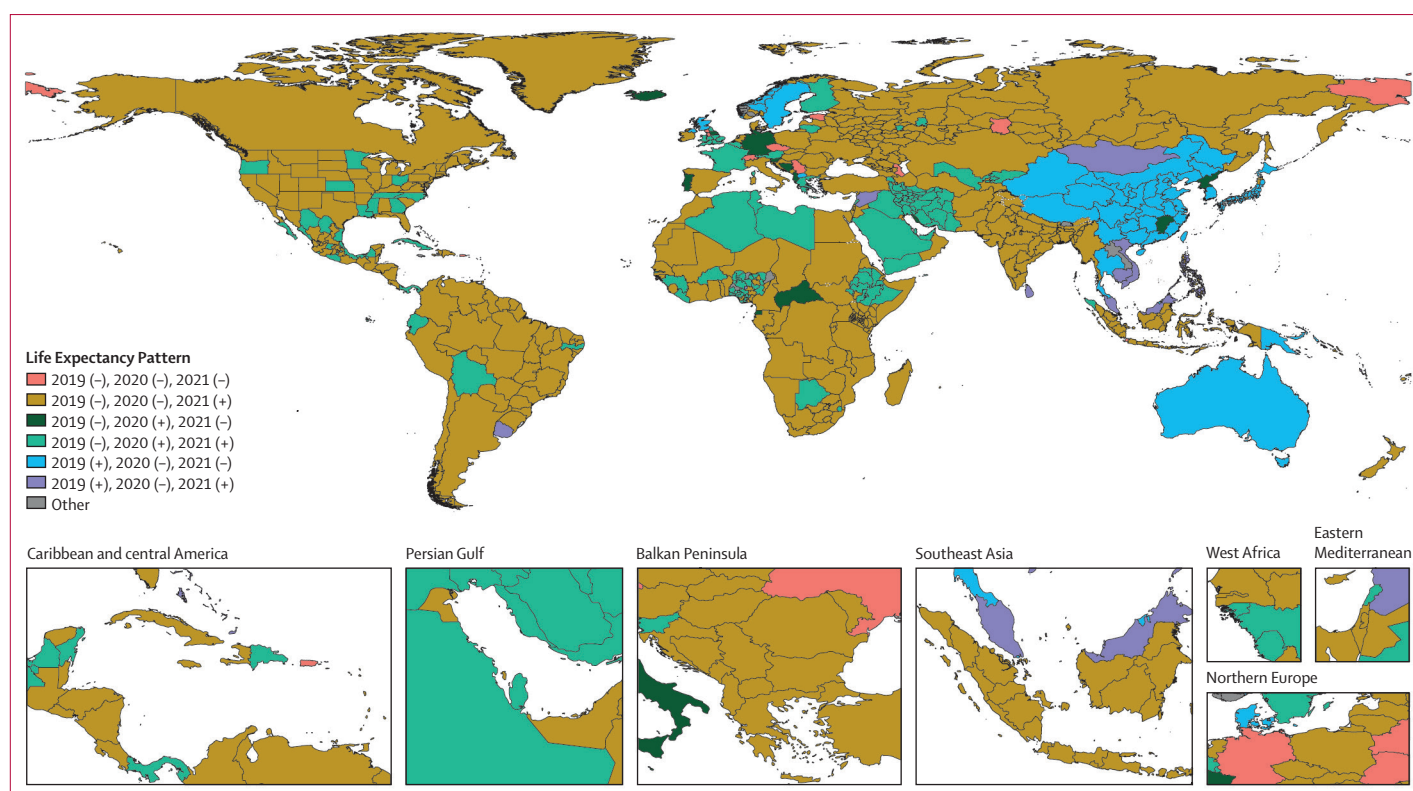 Life Expectancy Pattern
2019 (–), 2020 (–), 2021 (–)
2019 (–), 2020 (–), 2021 (+)
2019 (–), 2020 (+), 2021 (–)
2019 (–), 2020 (+), 2021 (+)
2019 (+), 2020 (–), 2021 (–)
2019 (+), 2020 (–), 2021 (+)
Other
Caribbean and central America
Persian Gulf
Balkan Peninsula
Southeast Asia
West Africa
Eastern
Mediterranean
Northern Europe